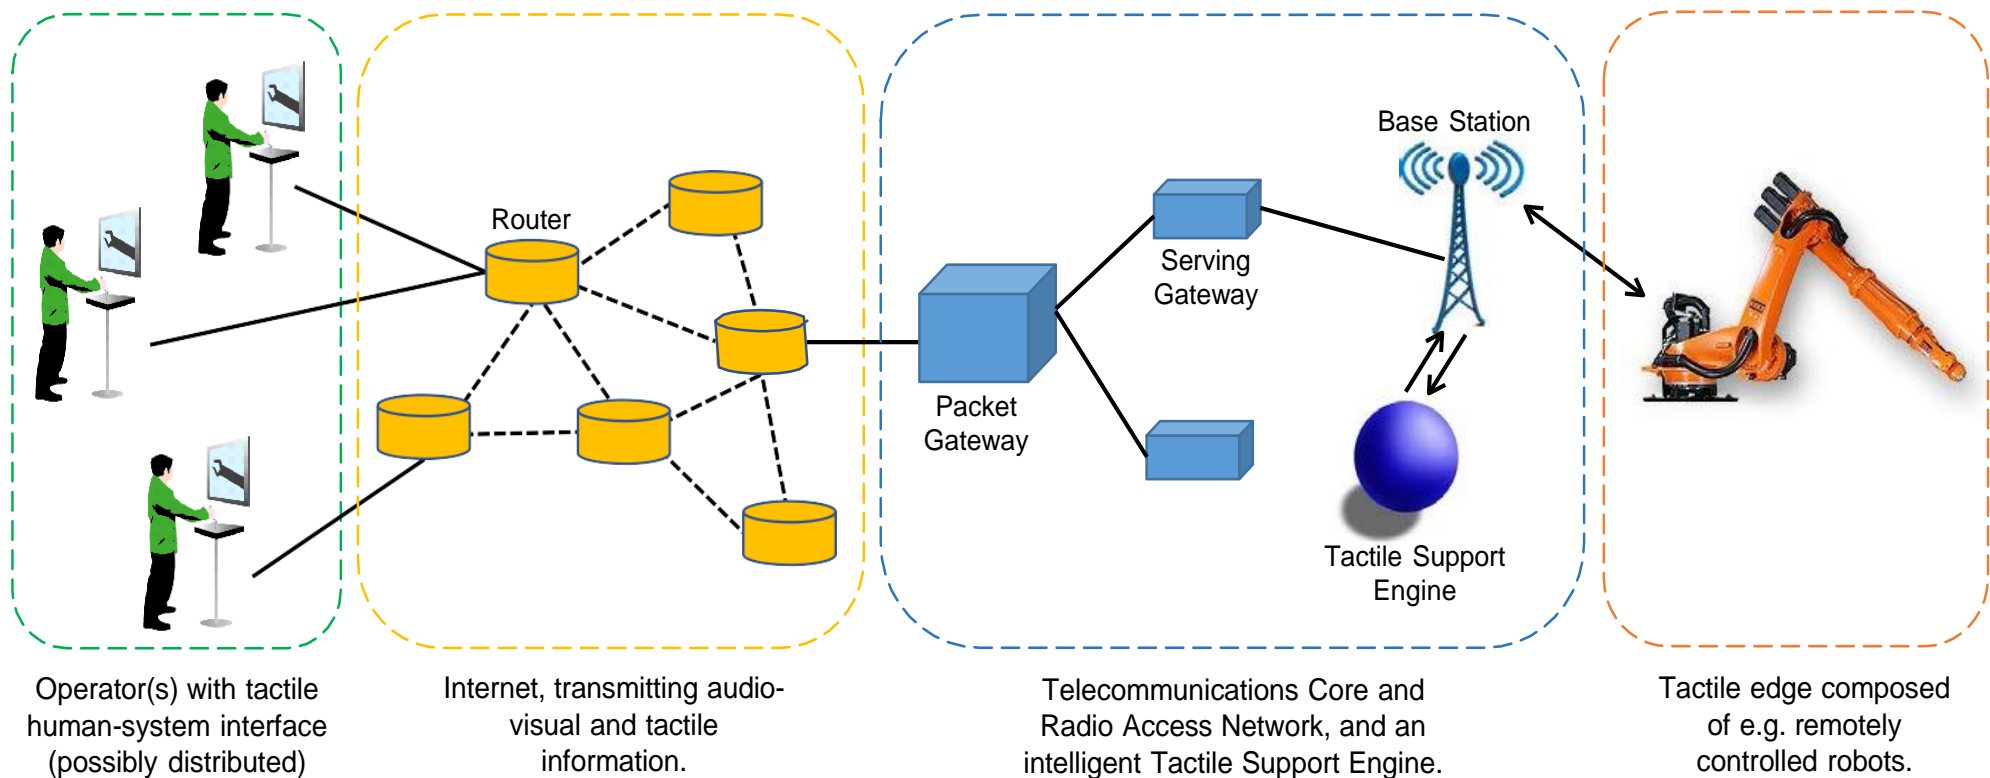 Router
Packet
Gateway
Serving
Gateway
Base Station
Tactile Support
Engine
Operator(s) with tactile
human-system interface
(possibly distributed)
Internet, transmitting audio-
visual and tactile
information.
Telecommunications Core and
Radio Access Network, and an
intelligent Tactile Support Engine.
Tactile edge composed
of e.g. remotely
controlled robots.